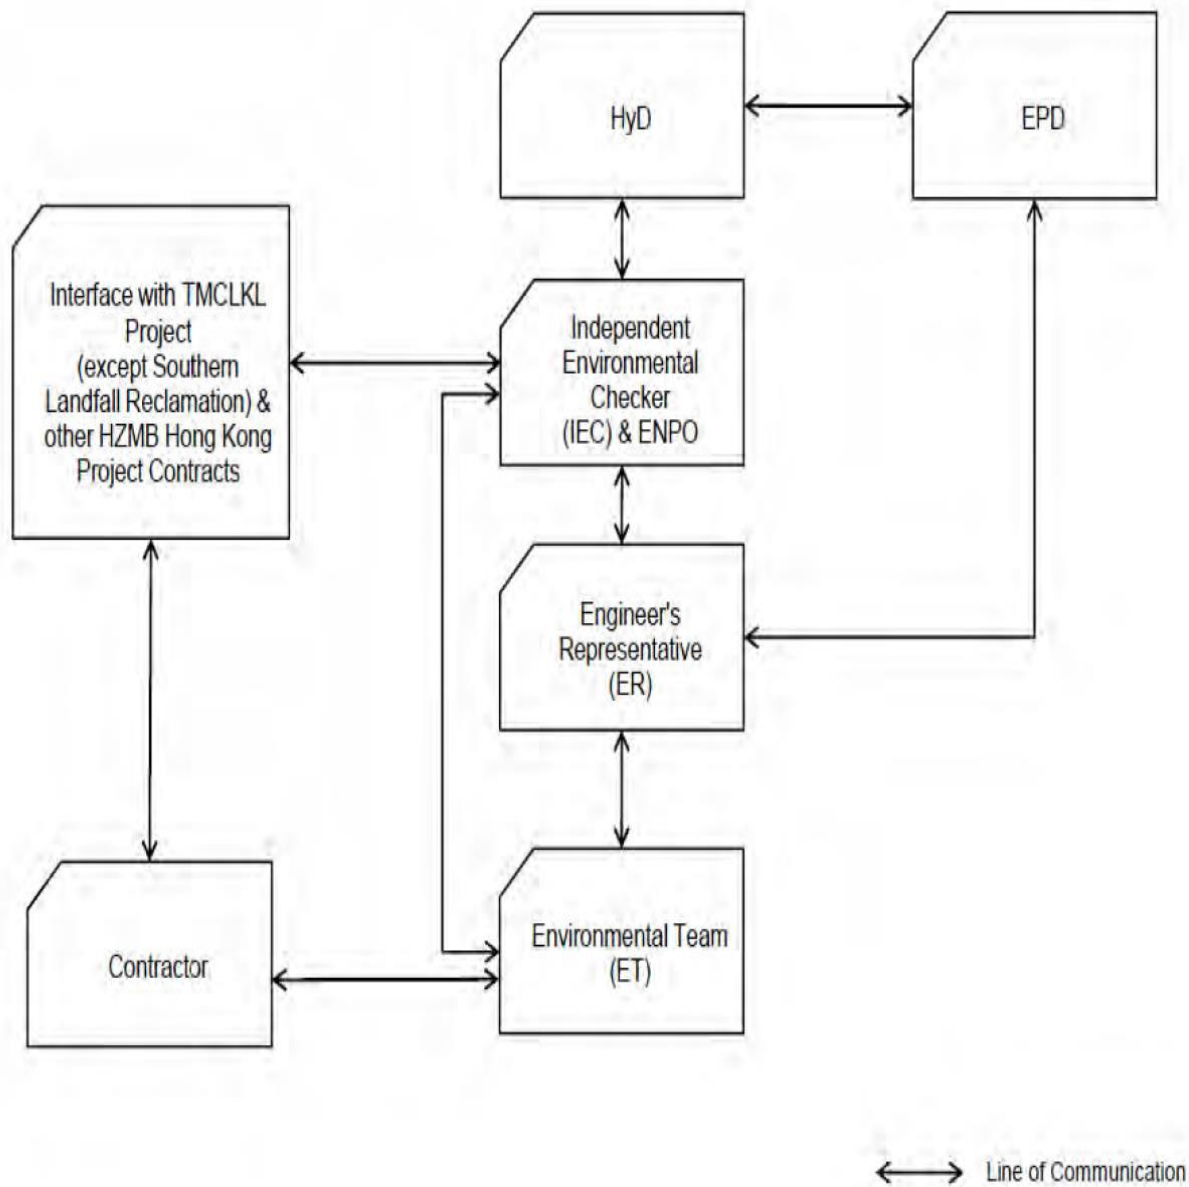 HyD
EPD
Interface with TMCLKL
Project
(except Southern
Landfall Reclamation) &
other HZMB Hong Kong
Project Contracts
Independent
Environmental
Checker
(IEC) & ENPO
Engineer's
Representative
(ER)
Environmental Team
(ET)
Contractor
Line of Communication